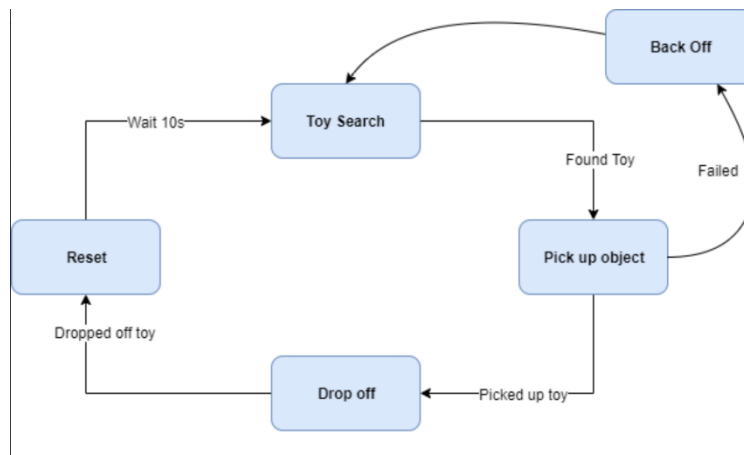 Back Off
Toy Search
Wait 10s
Found Toy
Failed
Reset
Pick up object
Dropped off toy
Drop off
Picked up toy